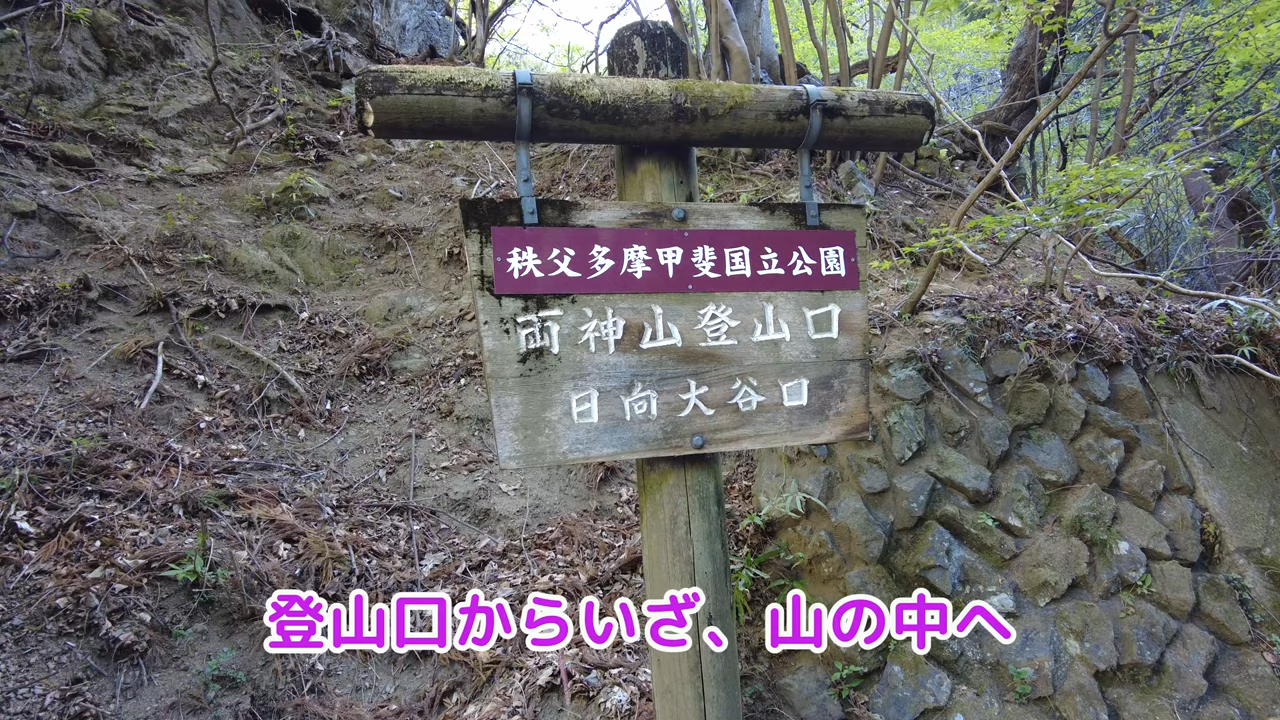 秩父多摩甲斐国立公園
両神山登山口
日向大谷口
登山口からいざ、山の中へ